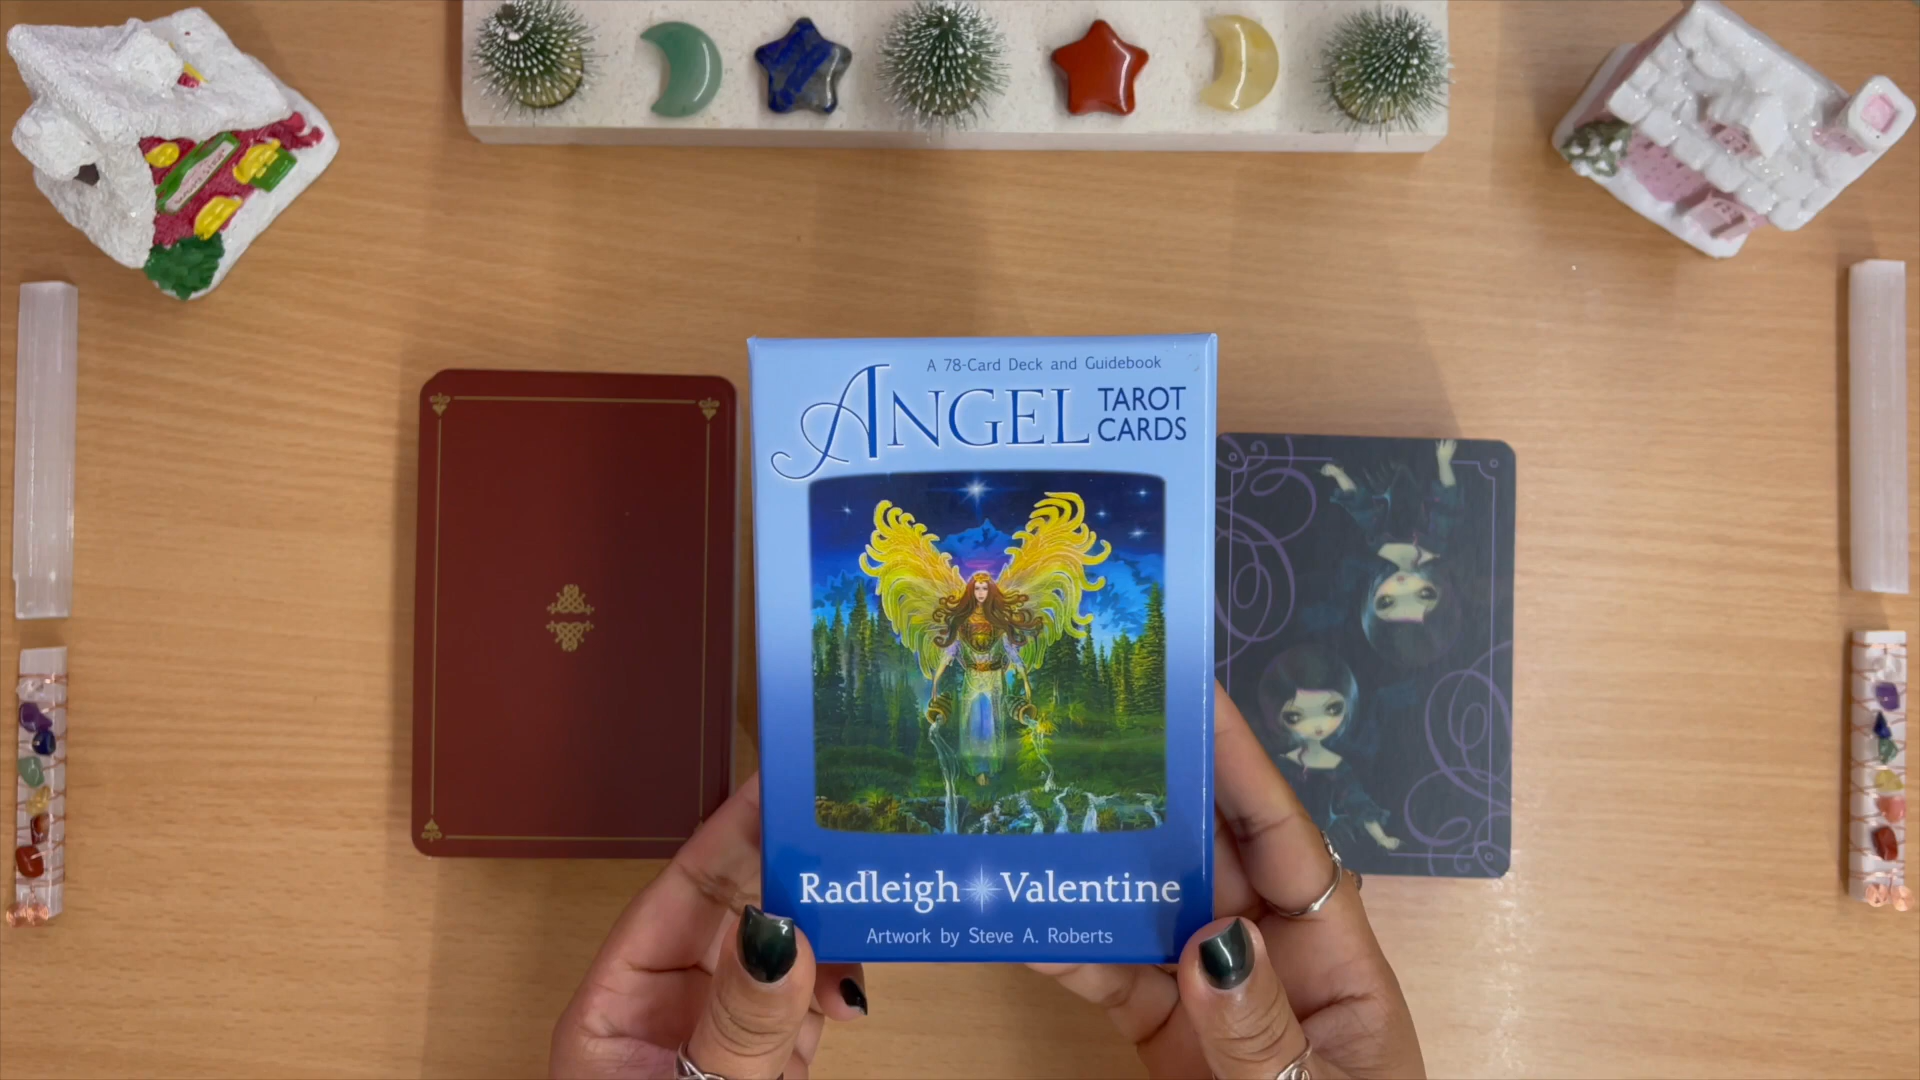 A 78-Card Deck and Guidebook
ANGEL TAROT
CARDS
Radleigh Valentine
Artwork by Steve A. Roberts